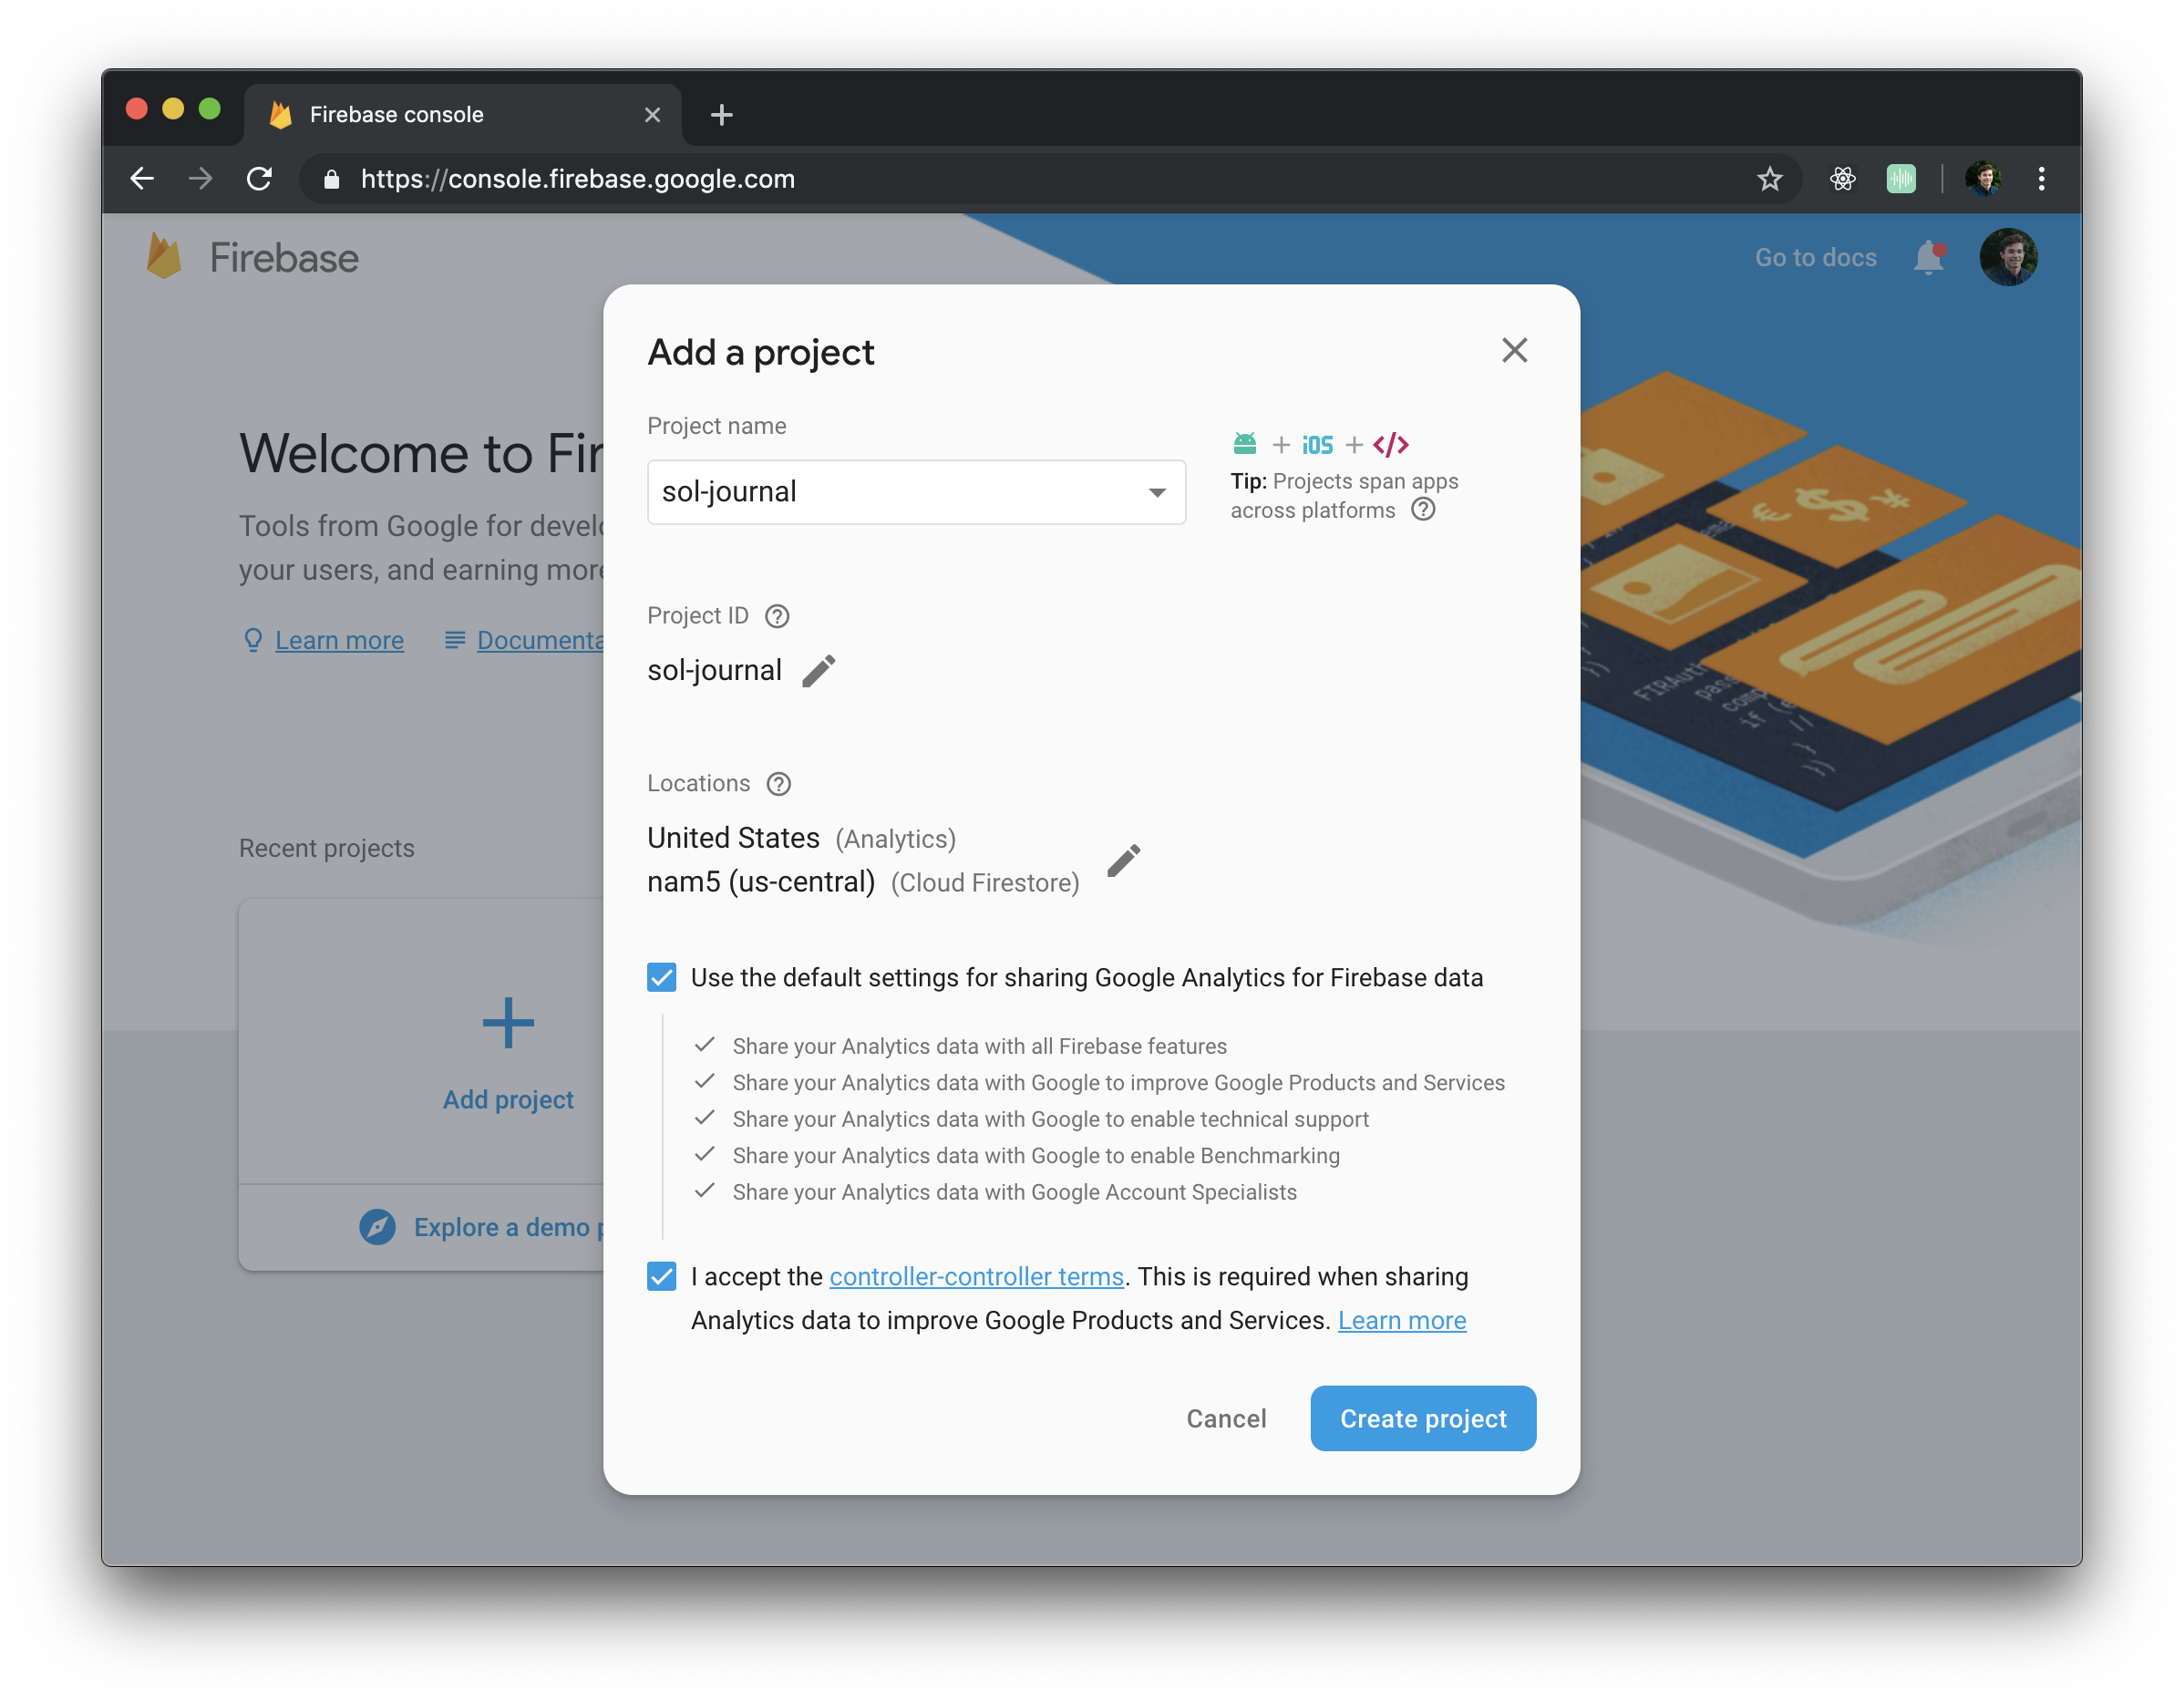 Firebase console
https://console.firebase.google.com
Firebase
Go to docs
Welcome to Fir
Tools from Google for develo
your users, and earning more
Learn more
Documenta
Recent projects
Add project
Explore a demo p
Add a project
Project name
sol-journal
iOS
Tip: Projects span apps
across platforms
Project ID
sol-journal
Locations
United States (Analytics)
nam5 (us-central) (Cloud Firestore)
Use the default settings for sharing Google Analytics for Firebase data
Share your Analytics data with all Firebase features
Share your Analytics data with Google to improve Google Products and Services
Share your Analytics data with Google to enable technical support
Share your Analytics data with Google to enable Benchmarking
Share your Analytics data with Google Account Specialists
I accept the controller-controller terms. This is required when sharing
Analytics data to improve Google Products and Services. Learn more
Cancel
Create project
FIRAuth
pass
comp
if (